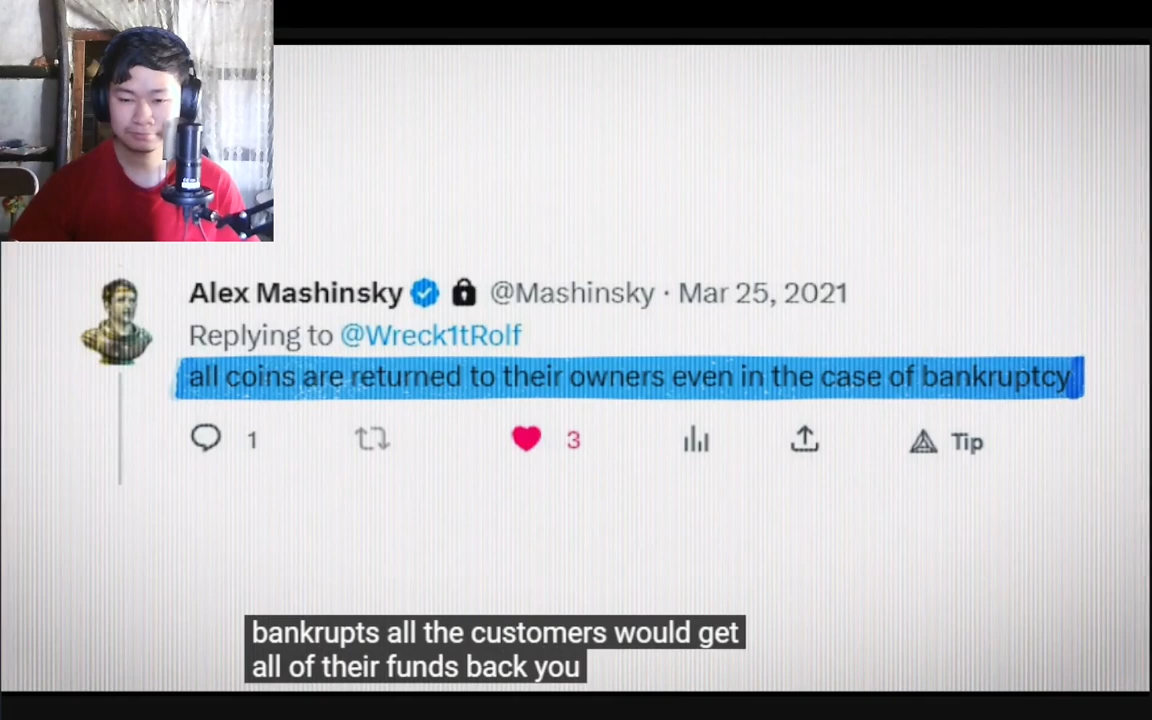 Alex Mashinsky @Mashinsky · Mar 25, 2021
Replying to @Wreck1tRolf
all coins are returned to their owners even in the case of bankruptcy
1 3 Tip
bankrupts all the customers would get
all of their funds back you